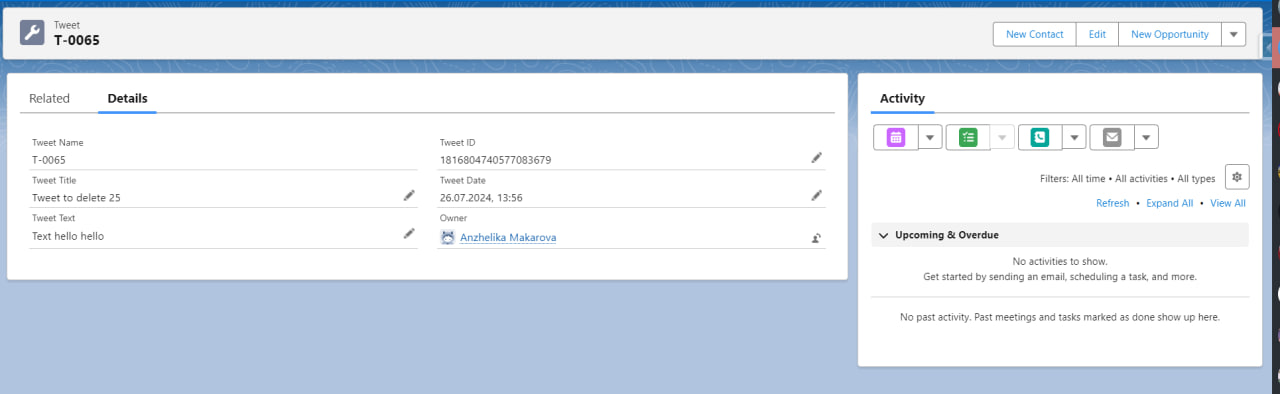 Tweet
T-0065
New Contact Edit New Opportunity
Related Details
Tweet Name
T-0065
Tweet ID
1816804740577083679
Tweet Title
Tweet to delete 25
Tweet Date
26.07.2024, 13:56
Tweet Text
Text hello hello
Owner
Anzhelika Makarova
Activity
Filters: All time • All activities • All types
Refresh • Expand All • View All
Upcoming & Overdue
No activities to show.
Get started by sending an email, scheduling a task, and more.
No past activity. Past meetings and tasks marked as done show up here.